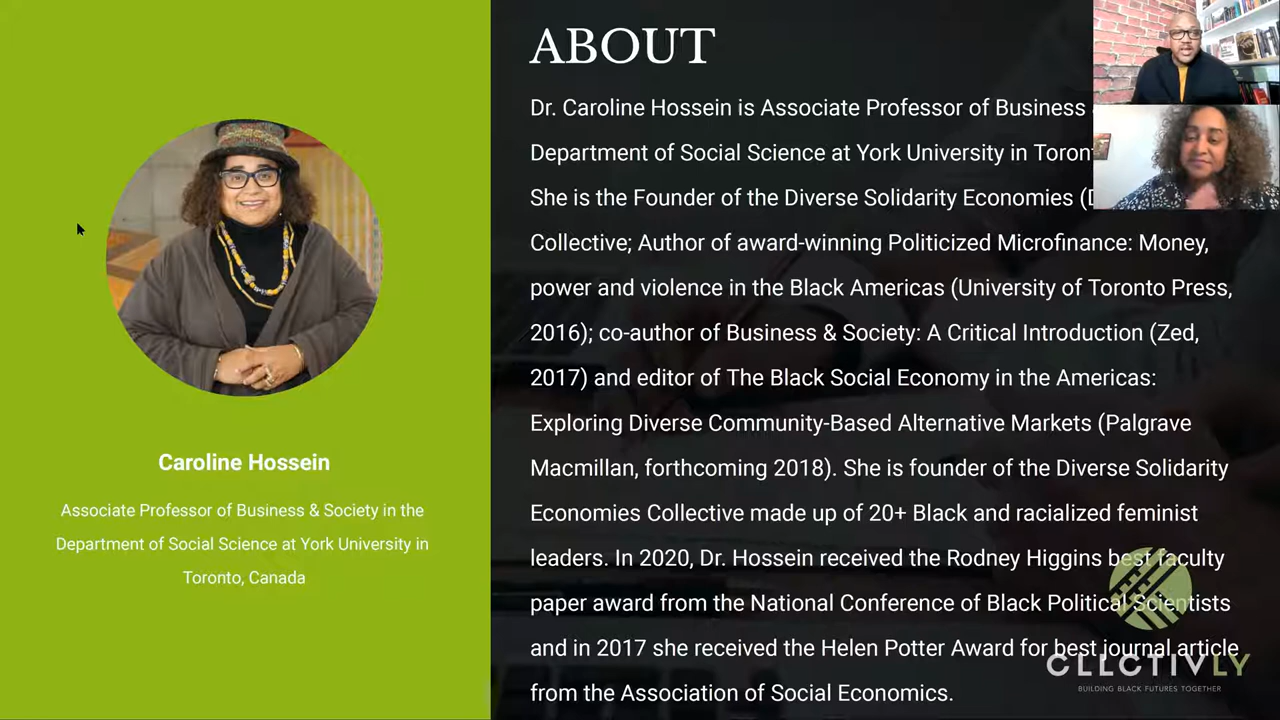 ABOUT
Dr. Caroline Hossein is Associate Professor of Business
Department of Social Science at York University in Toron
She is the Founder of the Diverse Solidarity Economies (
Collective; Author of award-winning Politicized Microfinance: Money,
power and violence in the Black Americas (University of Toronto Press,
2016); co-author of Business & Society: A Critical Introduction (Zed,
2017) and editor of The Black Social Economy in the Americas:
Exploring Diverse Community-Based Alternative Markets (Palgrave
Macmillan, forthcoming 2018). She is founder of the Diverse Solidarity
Economies Collective made up of 20+ Black and racialized feminist
leaders. In 2020, Dr. Hossein received the Rodney Higgins best faculty
paper award from the National Conference of Black Political Scientists
and in 2017 she received the Helen Potter Award for best journal article
from the Association of Social Economics.
Caroline Hossein
Associate Professor of Business & Society in the
Department of Social Science at York University in
Toronto, Canada
CLLCTIVLY
BUILDING BLACK FUTURES TOGETHER